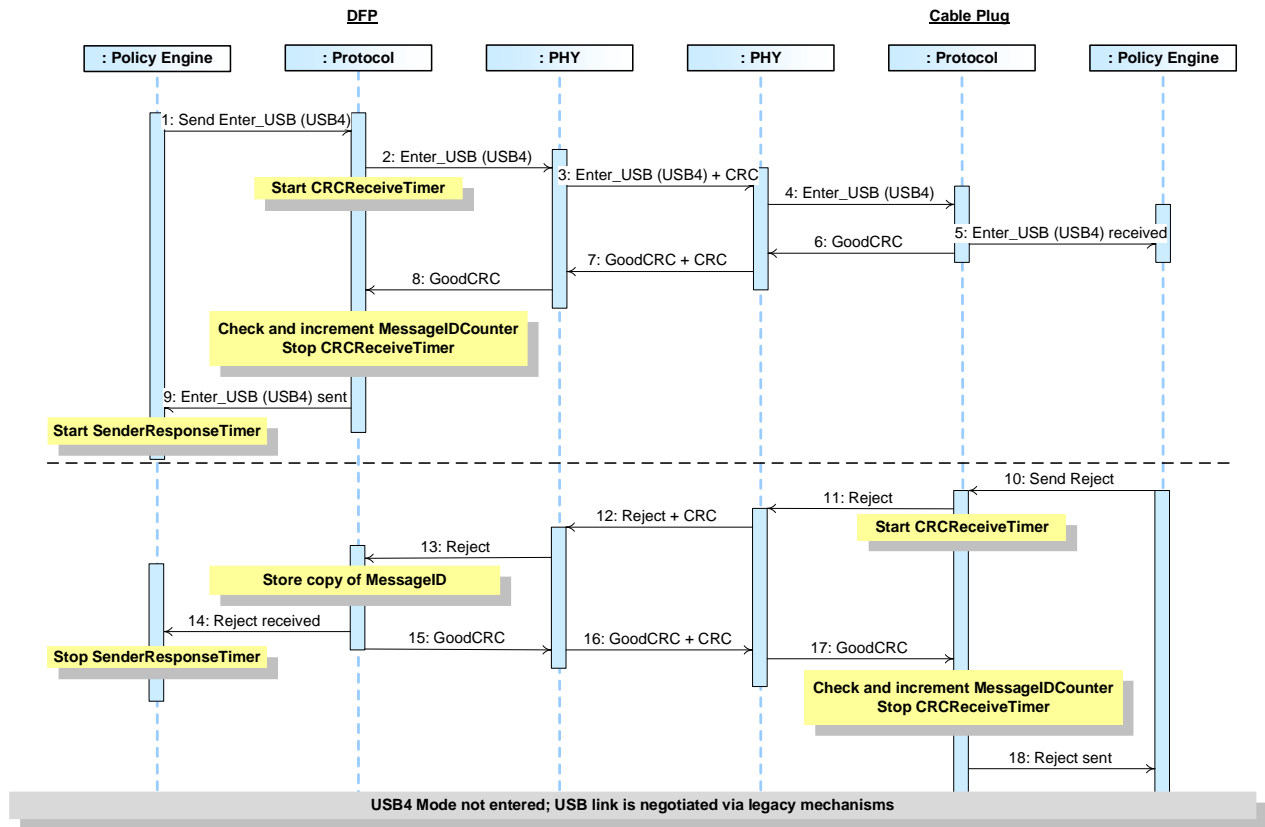 DFP
Cable Plug
: Policy Engine
: Protocol
: PHY
: PHY
: Protocol
: Policy Engine
1: Send Enter_USB (USB4)
2: Enter_USB (USB4)
Start CRCReceiveTimer
3: Enter_USB (USB4) + CRC
4: Enter_USB (USB4)
5: Enter_USB (USB4) received
6: GoodCRC
7: GoodCRC + CRC
8: GoodCRC
Check and increment MessageIDCounter
Stop CRCReceiveTimer
9: Enter_USB (USB4) sent
Start SenderResponseTimer
10: Send Reject
11: Reject
Start CRCReceiveTimer
12: Reject + CRC
13: Reject
Store copy of MessageID
14: Reject received
Stop SenderResponseTimer
15: GoodCRC
16: GoodCRC + CRC
17: GoodCRC
Check and increment MessageIDCounter
Stop CRCReceiveTimer
18: Reject sent
USB4 Mode not entered; USB link is negotiated via legacy mechanisms